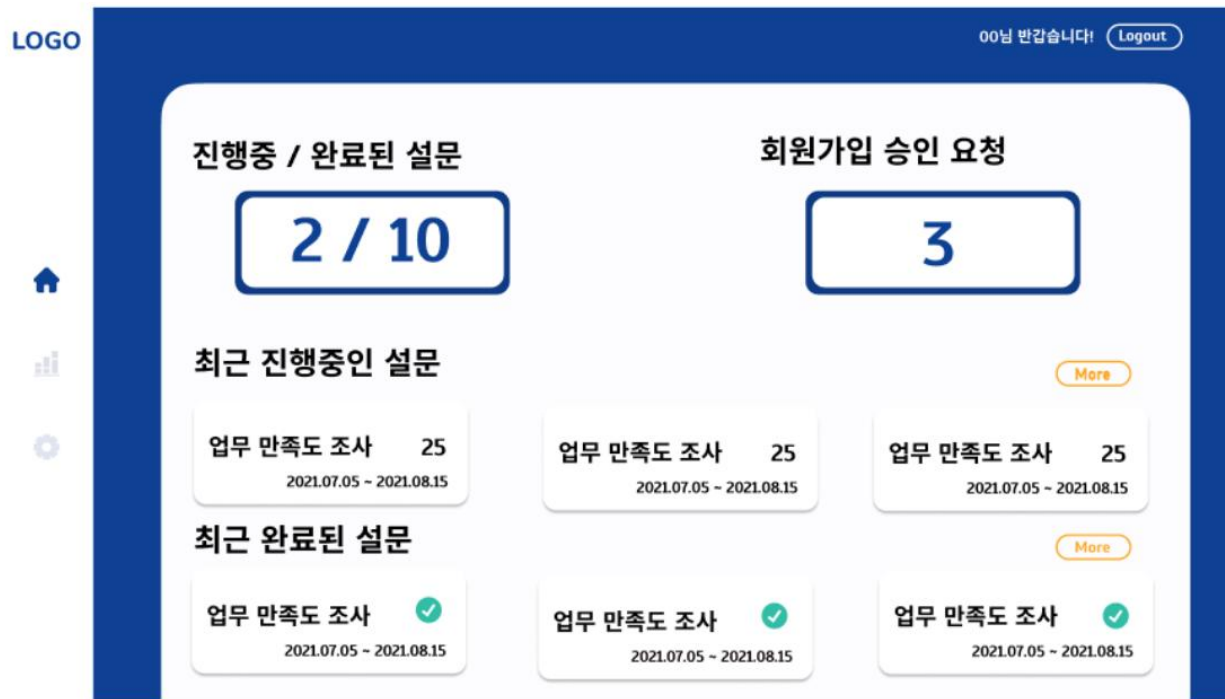 LOGO
00님 반갑습니다! Logout
진행중 / 완료된 설문
회원가입 승인 요청
2 / 10
3
최근 진행중인 설문
More
업무 만족도 조사 25
2021.07.05 ~ 2021.08.15
업무 만족도 조사 25
2021.07.05 ~ 2021.08.15
업무 만족도 조사 25
2021.07.05 ~ 2021.08.15
최근 완료된 설문
More
업무 만족도 조사
2021.07.05 ~ 2021.08.15
업무 만족도 조사
2021.07.05 ~ 2021.08.15
업무 만족도 조사
2021.07.05 ~ 2021.08.15